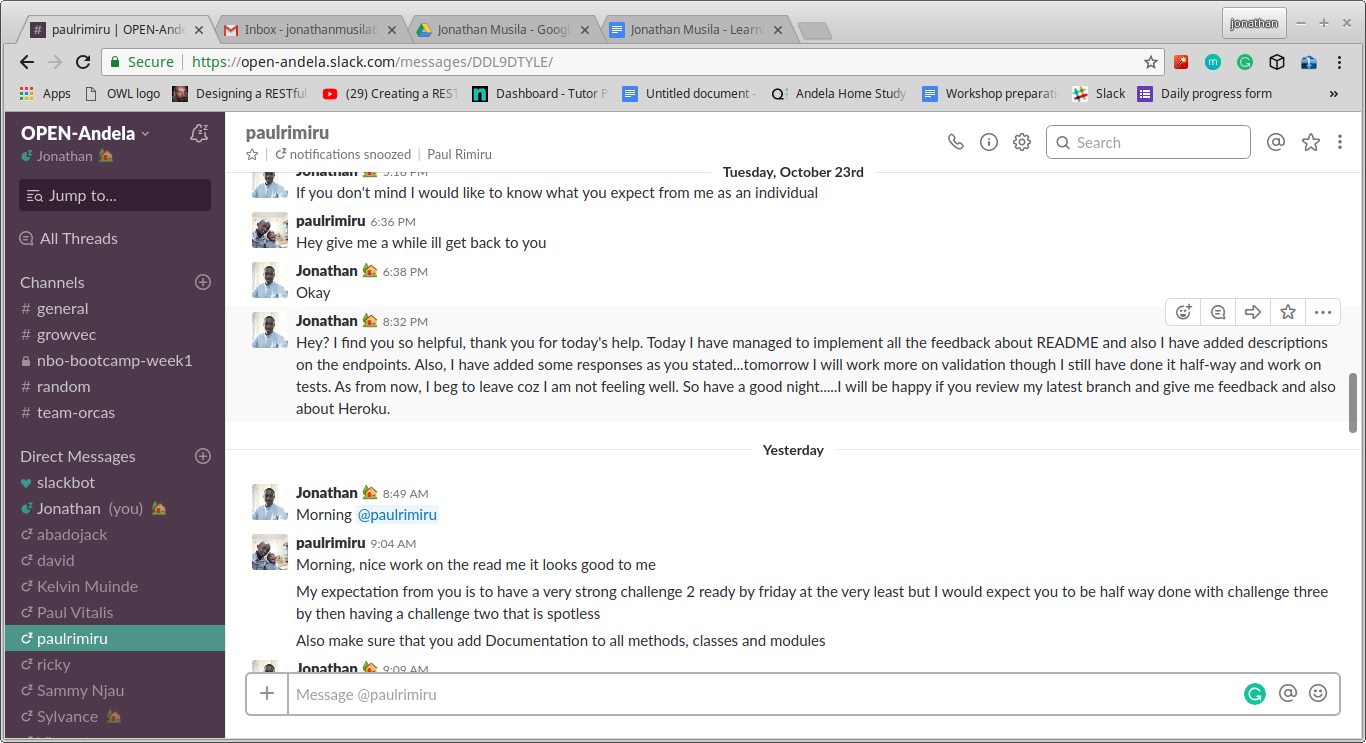 jonathan
paulrimiru | OPEN-Ande
Inbox - jonathanmusila6
Jonathan Musila - Googl
Jonathan Musila - Learn
Secure
https://open-andela.slack.com/messages/DDL9DTYLE/
Apps
OWL logo
Designing a RESTful
(29) Creating a REST
Dashboard - Tutor P
Untitled document -
Andela Home Study
Workshop preparati
Slack
Daily progress form
»
OPEN-Andela
Jonathan
Jump to...
All Threads
Channels
# general
# growvec
nbo-bootcamp-week1
# random
# team-orcas
Direct Messages
slackbot
Jonathan (you)
abadojack
david
Kelvin Muinde
Paul Vitalis
paulrimiru
ricky
Sammy Njau
Sylvance
paulrimiru
notifications snoozed | Paul Rimiru
Search
Tuesday, October 23rd
Jonathan 5:16 PM
If you don't mind I would like to know what you expect from me as an individual
paulrimiru 6:36 PM
Hey give me a while ill get back to you
Jonathan 6:38 PM
Okay
Jonathan 8:32 PM
Hey? I find you so helpful, thank you for today's help. Today I have managed to implement all the feedback about README and also I have added descriptions
on the endpoints. Also, I have added some responses as you stated...tomorrow I will work more on validation though I still have done it half-way and work on
tests. As from now, I beg to leave coz I am not feeling well. So have a good night.....I will be happy if you review my latest branch and give me feedback and also
about Heroku.
Yesterday
Jonathan 8:49 AM
Morning @paulrimiru
paulrimiru 9:04 AM
Morning, nice work on the read me it looks good to me
My expectation from you is to have a very strong challenge 2 ready by friday at the very least but I would expect you to be half way done with challenge three
by then having a challenge two that is spotless
Also make sure that you add Documentation to all methods, classes and modules
Jonathan 9:09 AM
Message @paulrimiru